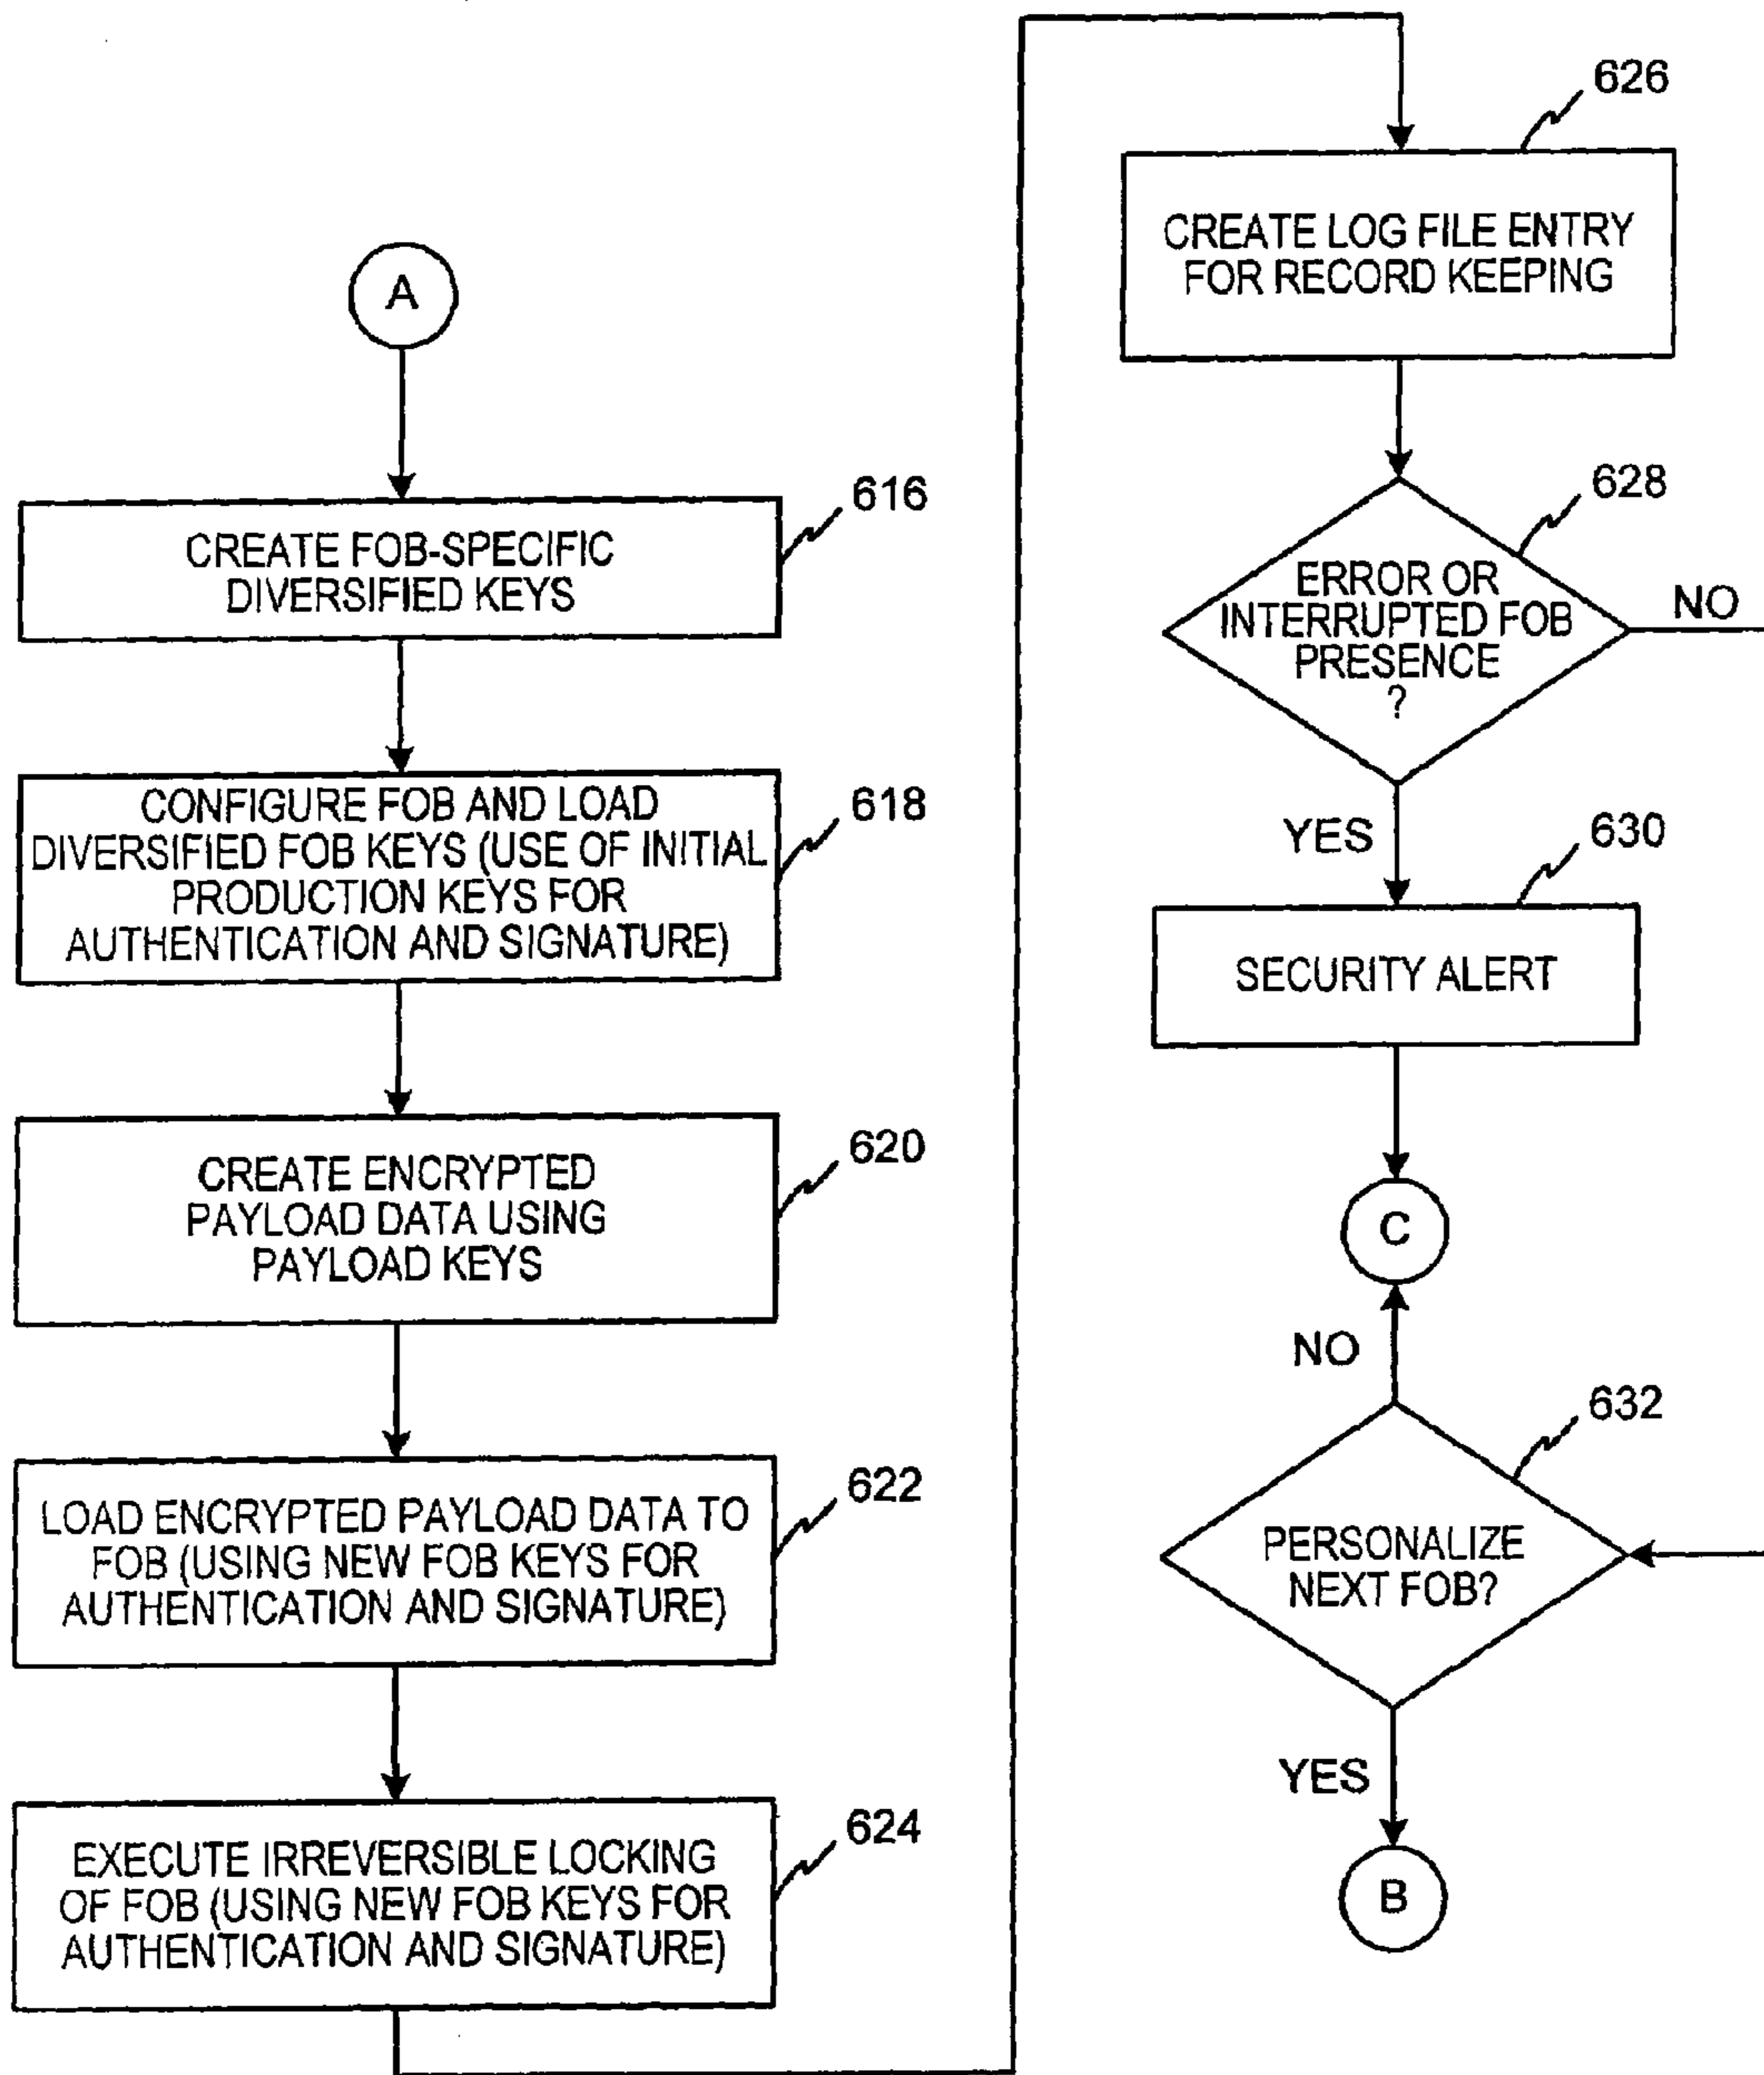 A
616
CREATE FOB-SPECIFIC
DIVERSIFIED KEYS
618
CONFIGURE FOB AND LOAD
DIVERSIFIED FOB KEYS (USE OF INITIAL
PRODUCTION KEYS FOR
AUTHENTICATION AND SIGNATURE)
620
CREATE ENCRYPTED
PAYLOAD DATA USING
PAYLOAD KEYS
622
LOAD ENCRYPTED PAYLOAD DATA TO
FOB (USING NEW FOB KEYS FOR
AUTHENTICATION AND SIGNATURE)
624
EXECUTE IRREVERSIBLE LOCKING
OF FOB (USING NEW FOB KEYS FOR
AUTHENTICATION AND SIGNATURE)
626
CREATE LOG FILE ENTRY
FOR RECORD KEEPING
628
ERROR OR
INTERRUPTED FOB
PRESENCE
?
NO
YES
630
SECURITY ALERT
C
NO
632
PERSONALIZE
NEXT FOB?
YES
B